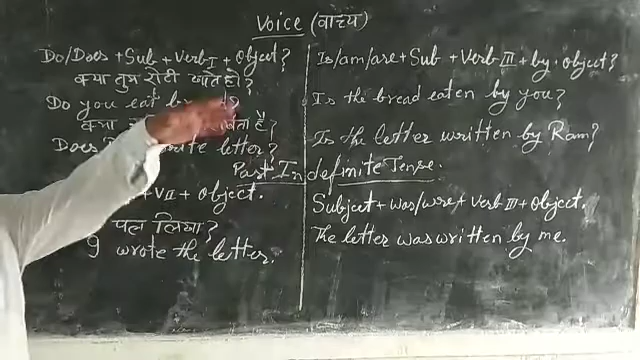 Voice (वाच्य)
Do/Does + Sub + Verb I + Object?
क्या तुम रोटी खाते हो?
Do you eat
क्या
Does write letter?
Is/am/are + Sub + Verb III + by. object?
Is the bread eaten by you?
Is the letter written by Ram?
Past Indefinite Tense.
+ VII + object.
लिखा?
I wrote the letter.
Subject + was/wre + verb III + Object.
The letter was written by me.